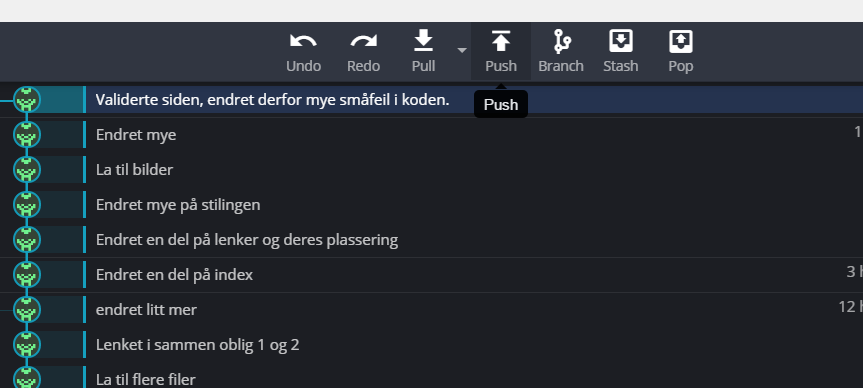 Undo Redo Pull Push Branch Stash Pop
Validerte siden, endret derfor mye småfeil i koden.
Push
Endret mye
1
La til bilder
Endret mye på stilingen
Endret en del på lenker og deres plassering
Endret en del på index
3 h
endret litt mer
12 h
Lenket i sammen oblig 1 og 2
La til flere filer